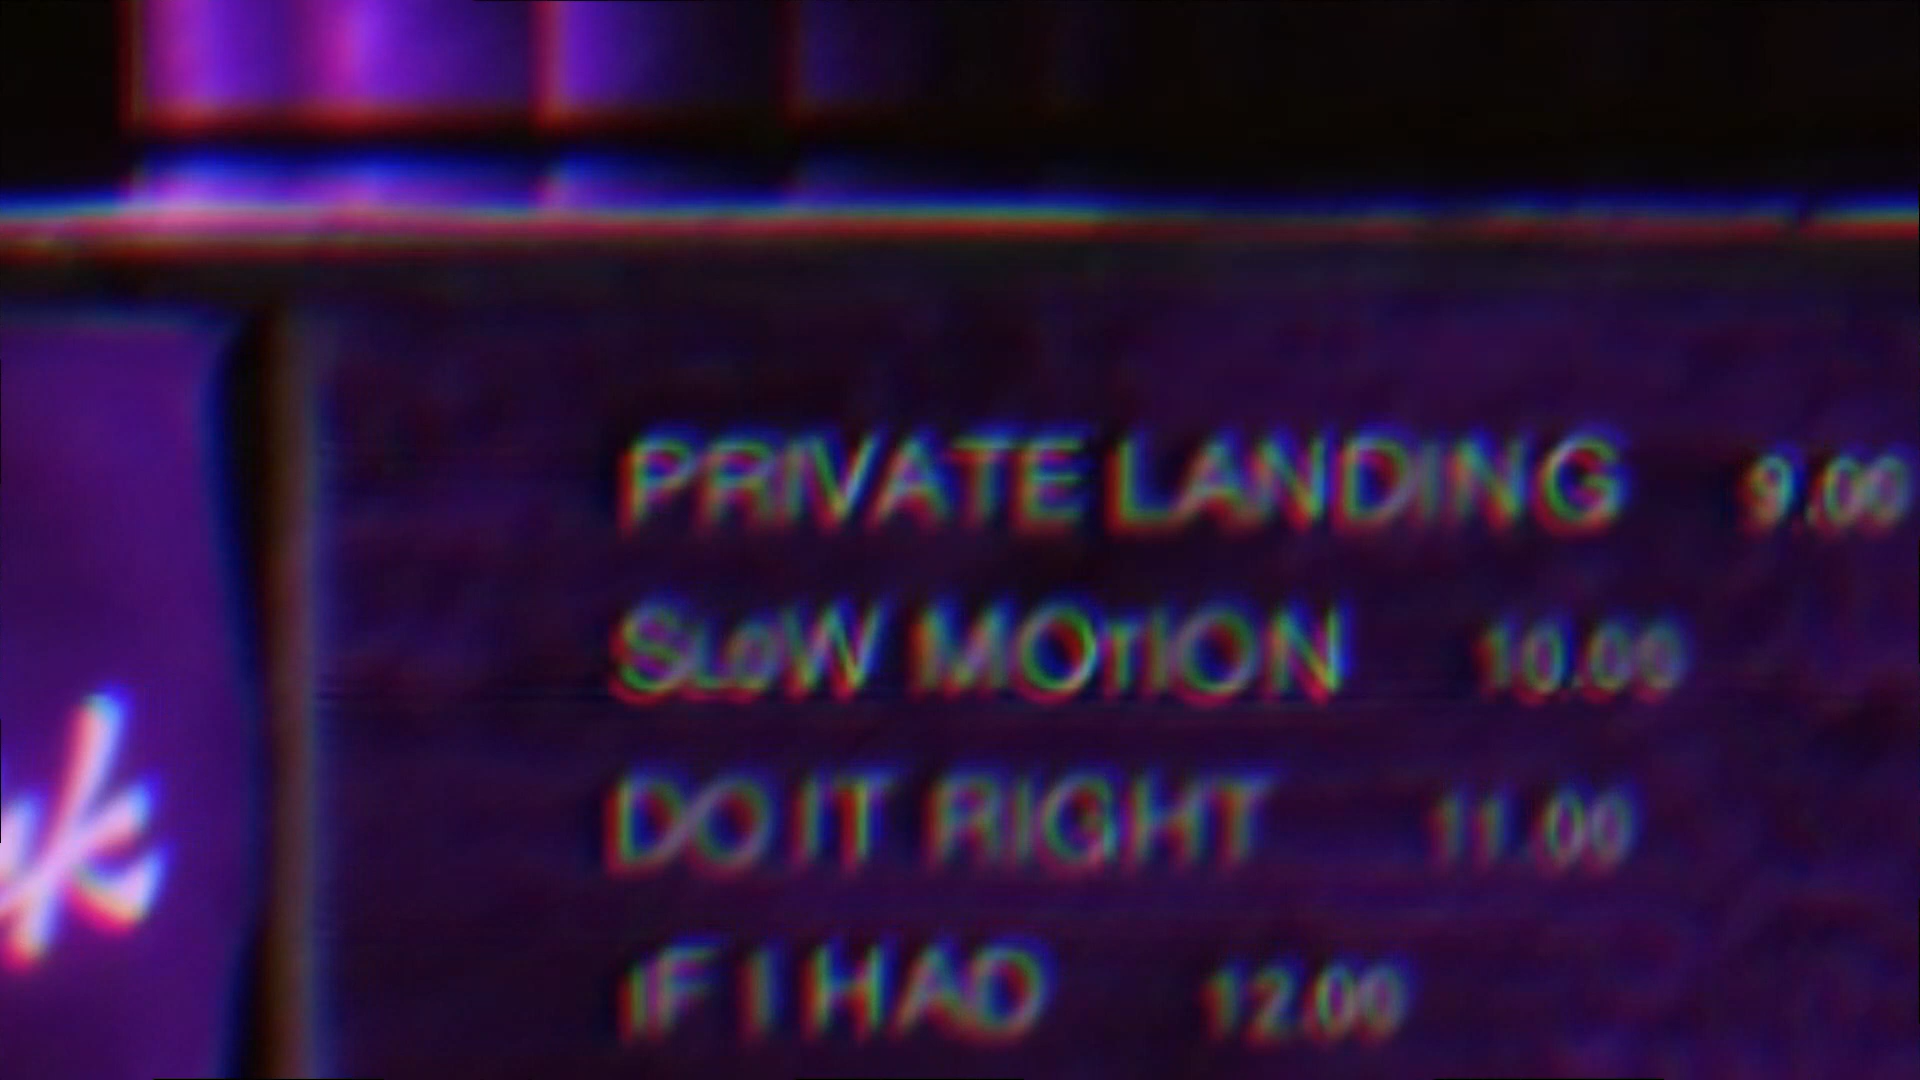 PRIVATE LANDING 9.00
SLoW MOTION 10.00
DO IT RIGHT 11.00
IF I HAD 12.00